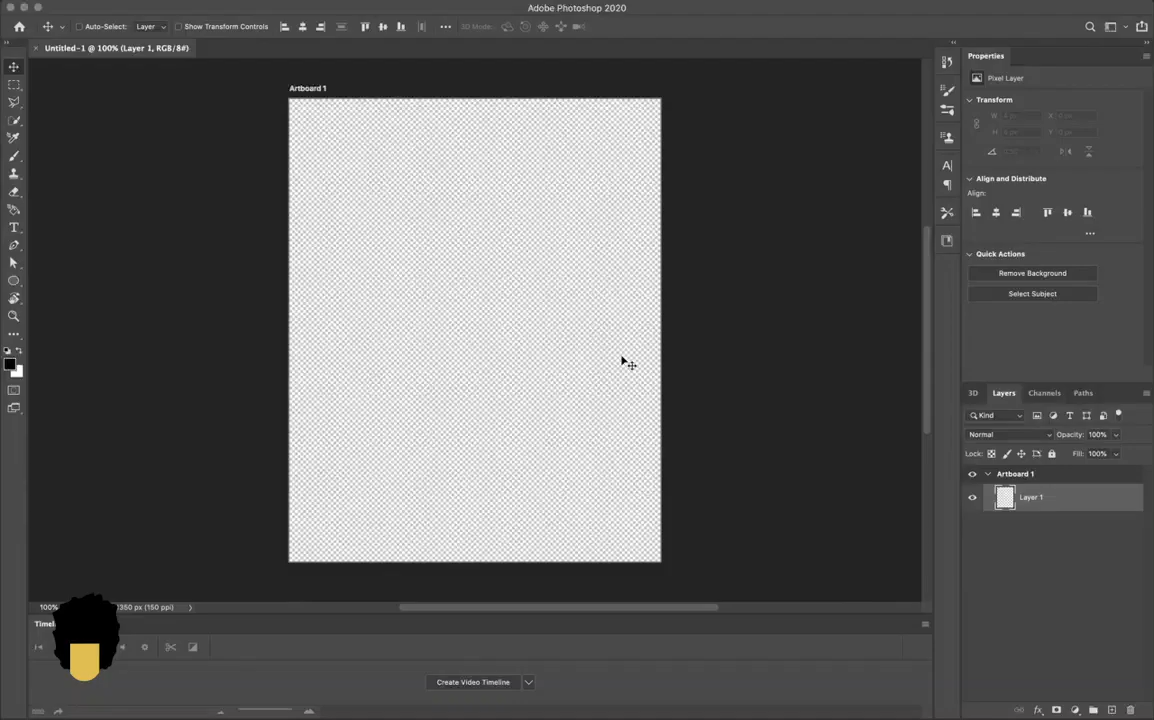 Adobe Photoshop 2020
Auto-Select: Layer Show Transform Controls 3D Mode:
Untitled-1 @ 100% (Layer 1, RGB/8#)
Artboard 1
Properties
Pixel Layer
Transform
W X
H Y
Align and Distribute
Align:
Quick Actions
Remove Background
Select Subject
3D Layers Channels Paths
Kind
Normal Opacity: 100%
Lock: Fill: 100%
Artboard 1
Layer 1
100% 350 px (150 ppi)
Create Video Timeline